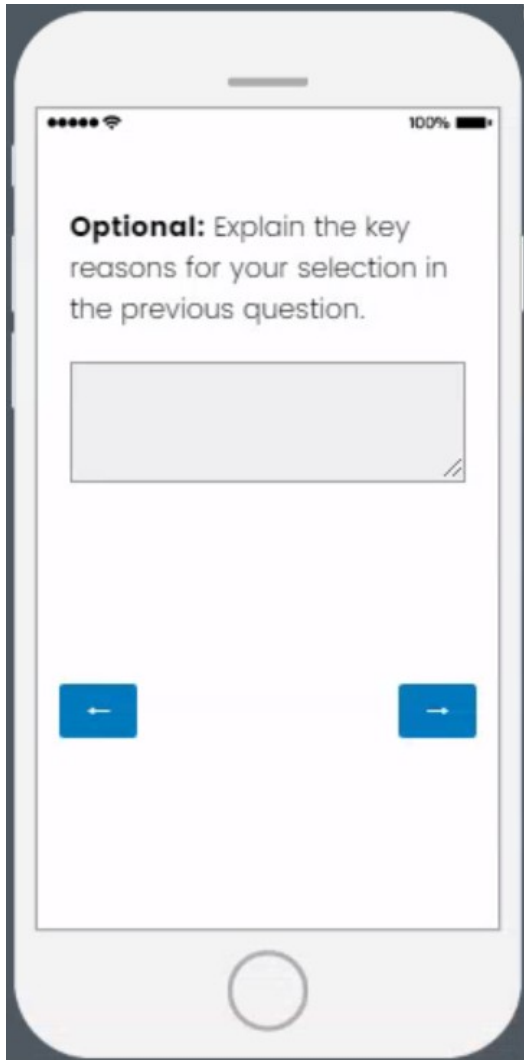 100%
Optional: Explain the key
reasons for your selection in
the previous question.
← →